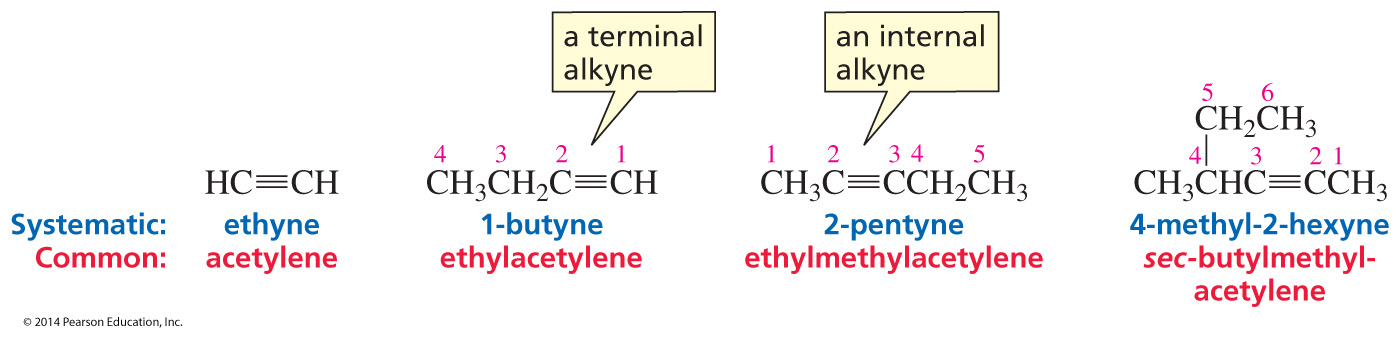 a terminal
alkyne
an internal
alkyne
5 6
CH₂CH₃
4 3 2 1
1 2 3 4 5
4 3 2 1
HC≡CH
CH₃CH₂C≡CH
CH₃C≡CCH₂CH₃
CH₃CHC≡CCH₃
Systematic: ethyne 1-butyne 2-pentyne 4-methyl-2-hexyne
Common: acetylene ethylacetylene ethylmethylacetylene sec-butylmethyl-
acetylene
© 2014 Pearson Education, Inc.